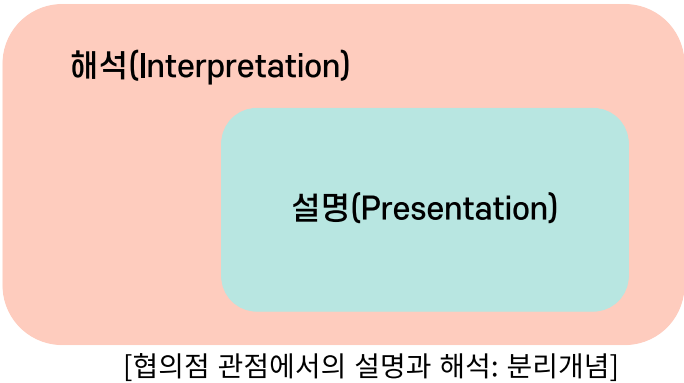 해석(Interpretation)
설명(Presentation)
[협의점 관점에서의 설명과 해석: 분리개념]